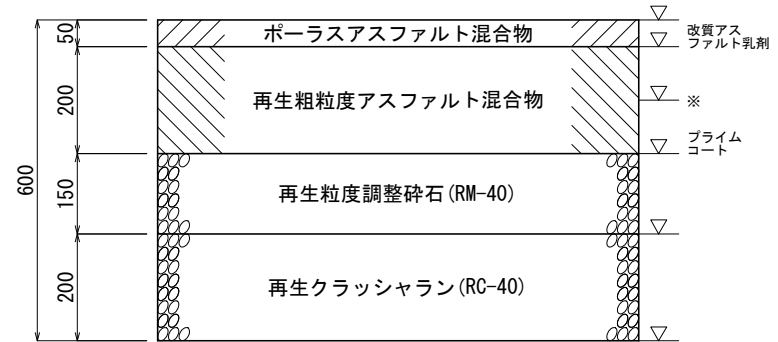 50
ポーラスアスファルト混合物
改質アス
ファルト乳剤
200
再生粗粒度アスファルト混合物
※
プライム
コート
600
150
再生粒度調整砕石(RM-40)
200
再生クラッシャラン(RC-40)